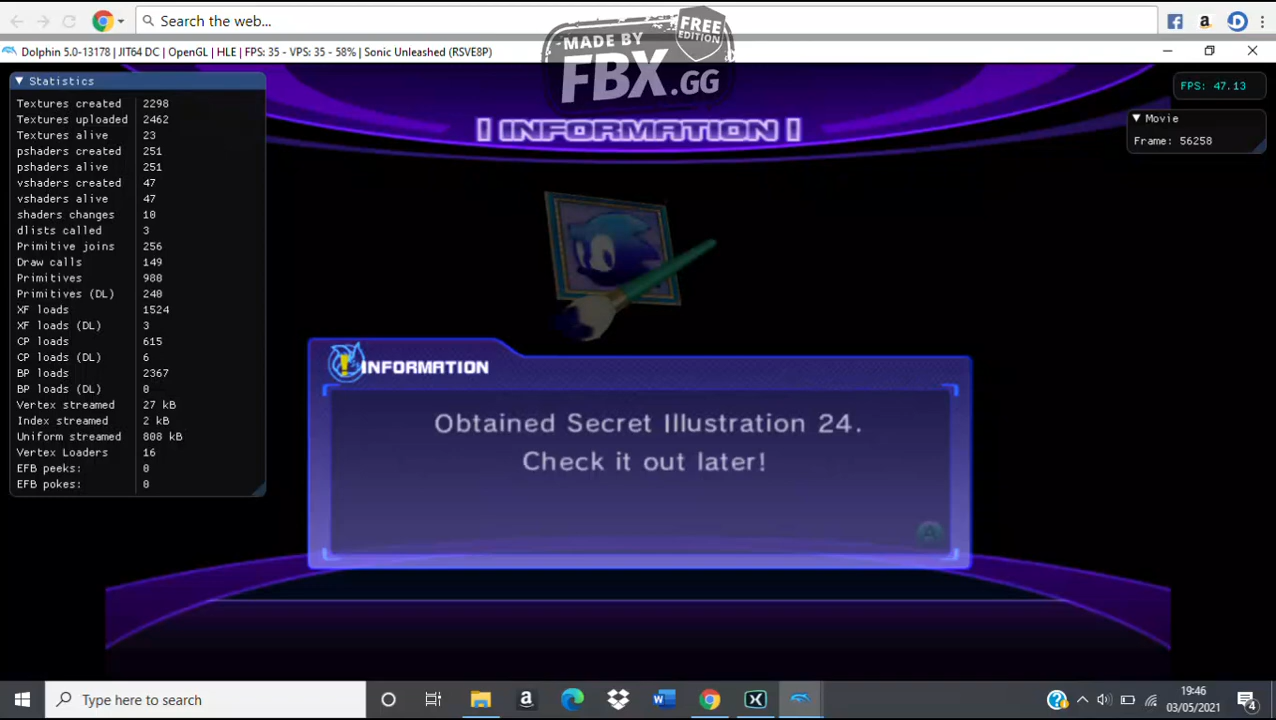 Search the web...
Dolphin 5.0-13178 | JIT64 DC | OpenGL | HLE | FPS: 35 - VPS: 35 - 58% | Sonic Unleashed (RSVE8P)
MADE BY
FREE
EDITION
FBX.GG
Statistics
Textures created 2298
Textures uploaded 2462
Textures alive 23
pshaders created 251
pshaders alive 251
vshaders created 47
vshaders alive 47
shaders changes 10
dlists called 3
Primitive joins 256
Draw calls 149
Primitives 980
Primitives (DL) 240
XF loads 1524
XF loads (DL) 3
CP loads 615
CP loads (DL) 6
BP loads 2367
BP loads (DL) 0
Vertex streamed 27 kB
Index streamed 2 kB
Uniform streamed 808 kB
Vertex Loaders 16
EFB peeks: 0
EFB pokes: 0
FPS: 47.13
Movie
Frame: 56258
INFORMATION
INFORMATION
Obtained Secret Illustration 24.
Check it out later!
A
Type here to search
19:46
03/05/2021
4